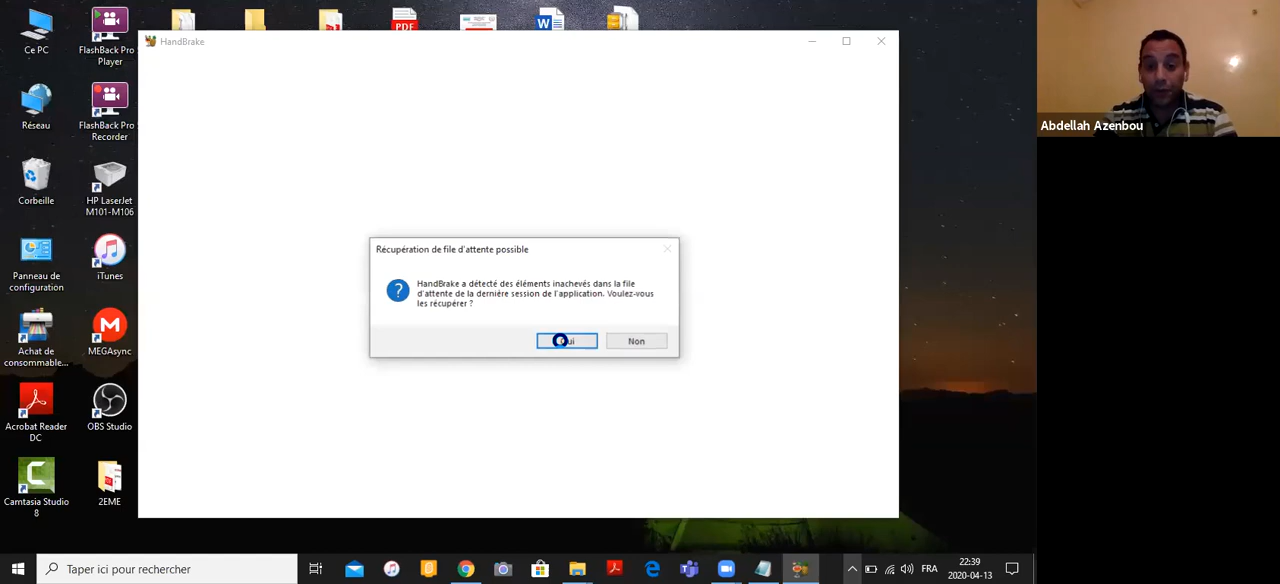 HandBrake
Abdellah Azenbou
Ce PC
FlashBack Pro
Player
Réseau
FlashBack Pro
Recorder
Corbeille
HP LaserJet
M101-M106
Panneau de
configuration
iTunes
Achat de
consommable...
MEGAsync
Acrobat Reader
DC
OBS Studio
Camtasia Studio
8
2EME
PDF
W
Récupération de file d'attente possible
HandBrake a détecté des éléments inachevés dans la file
d'attente de la dernière session de l'application. Voulez-vous
les récupérer ?
Non
Taper ici pour rechercher
FRA
22:39
2020-04-13